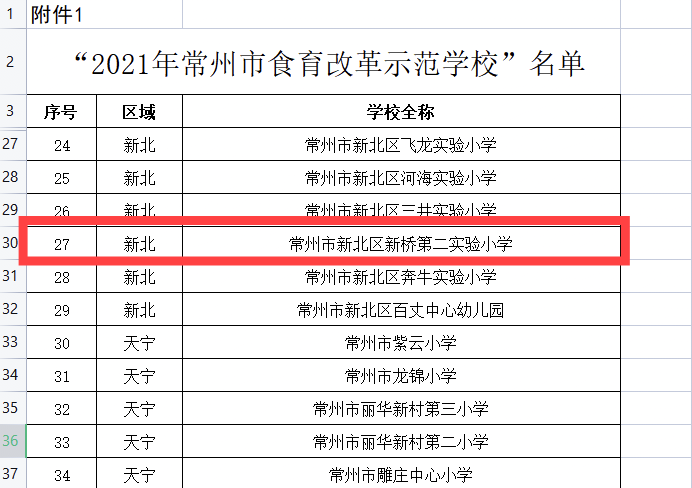 1 附件1
2 “2021年常州市食育改革示范学校”名单
3 序号 区域 学校全称
27 24 新北 常州市新北区飞龙实验小学
28 25 新北 常州市新北区河海实验小学
29 26 新北 常州市新北区三井实验小学
30 27 新北 常州市新北区新桥第二实验小学
31 28 新北 常州市新北区奔牛实验小学
32 29 新北 常州市新北区百丈中心幼儿园
33 30 天宁 常州市紫云小学
34 31 天宁 常州市龙锦小学
35 32 天宁 常州市丽华新村第三小学
36 33 天宁 常州市丽华新村第二小学
37 34 天宁 常州市雕庄中心小学